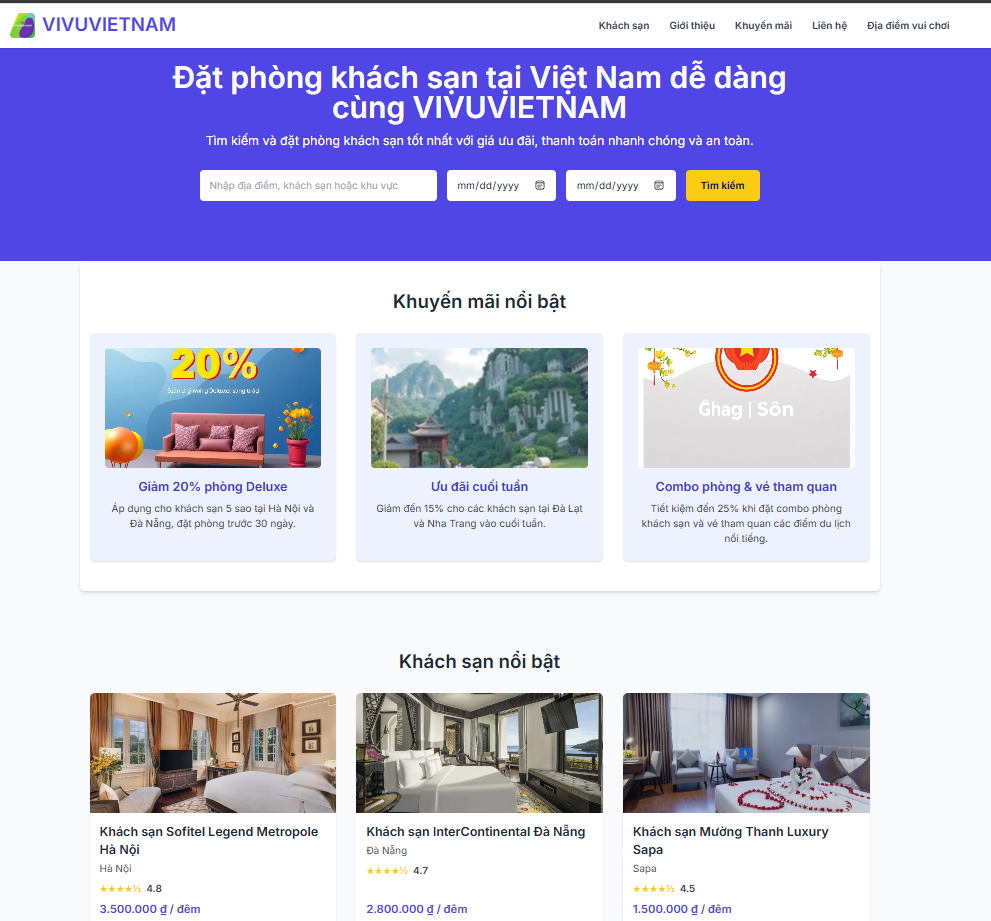 VIVUVIETNAM
Khách sạn
Giới thiệu
Khuyến mãi
Liên hệ
Địa điểm vui chơi
Đặt phòng khách sạn tại Việt Nam dễ dàng
cùng VIVUVIETNAM
Tìm kiếm và đặt phòng khách sạn tốt nhất với giá ưu đãi, thanh toán nhanh chóng và an toàn.
Nhập địa điểm, khách sạn hoặc khu vực
mm/dd/yyyy
mm/dd/yyyy
Tìm kiếm
Khuyến mãi nổi bật
20%
Ghag | Sôn
Giảm 20% phòng Deluxe
Áp dụng cho khách sạn 5 sao tại Hà Nội và
Đà Nẵng, đặt phòng trước 30 ngày.
Ưu đãi cuối tuần
Giảm đến 15% cho các khách sạn tại Đà Lạt
và Nha Trang vào cuối tuần.
Combo phòng & vé tham quan
Tiết kiệm đến 25% khi đặt combo phòng
khách sạn và vé tham quan các điểm du lịch
nổi tiếng.
Khách sạn nổi bật
Khách sạn Sofitel Legend Metropole
Hà Nội
Hà Nội
★★★★½ 4.8
3.500.000 ₫ / đêm
Khách sạn InterContinental Đà Nẵng
Đà Nẵng
★★★★½ 4.7
2.800.000 ₫ / đêm
Khách sạn Mường Thanh Luxury
Sapa
Sapa
★★★★½ 4.5
1.500.000 ₫ / đêm